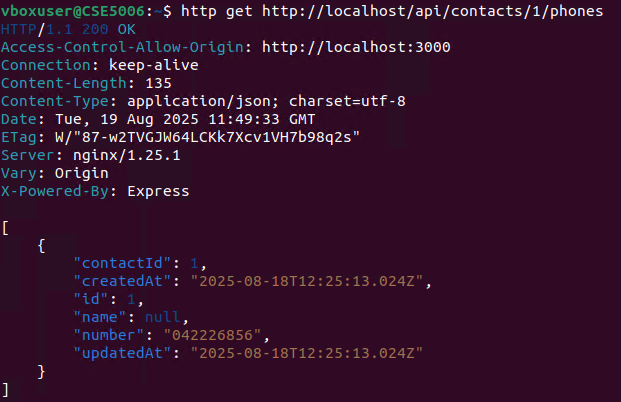 vboxuser@CSE5006:~$ http get http://localhost/api/contacts/1/phones
HTTP/1.1 200 OK
Access-Control-Allow-Origin: http://localhost:3000
Connection: keep-alive
Content-Length: 135
Content-Type: application/json; charset=utf-8
Date: Tue, 19 Aug 2025 11:49:33 GMT
ETag: W/"87-w2TVGJW64LCKk7Xcv1VH7b98q2s"
Server: nginx/1.25.1
Vary: Origin
X-Powered-By: Express
[
    {
        "contactId": 1,
        "createdAt": "2025-08-18T12:25:13.024Z",
        "id": 1,
        "name": null,
        "number": "042226856",
        "updatedAt": "2025-08-18T12:25:13.024Z"
    }
]